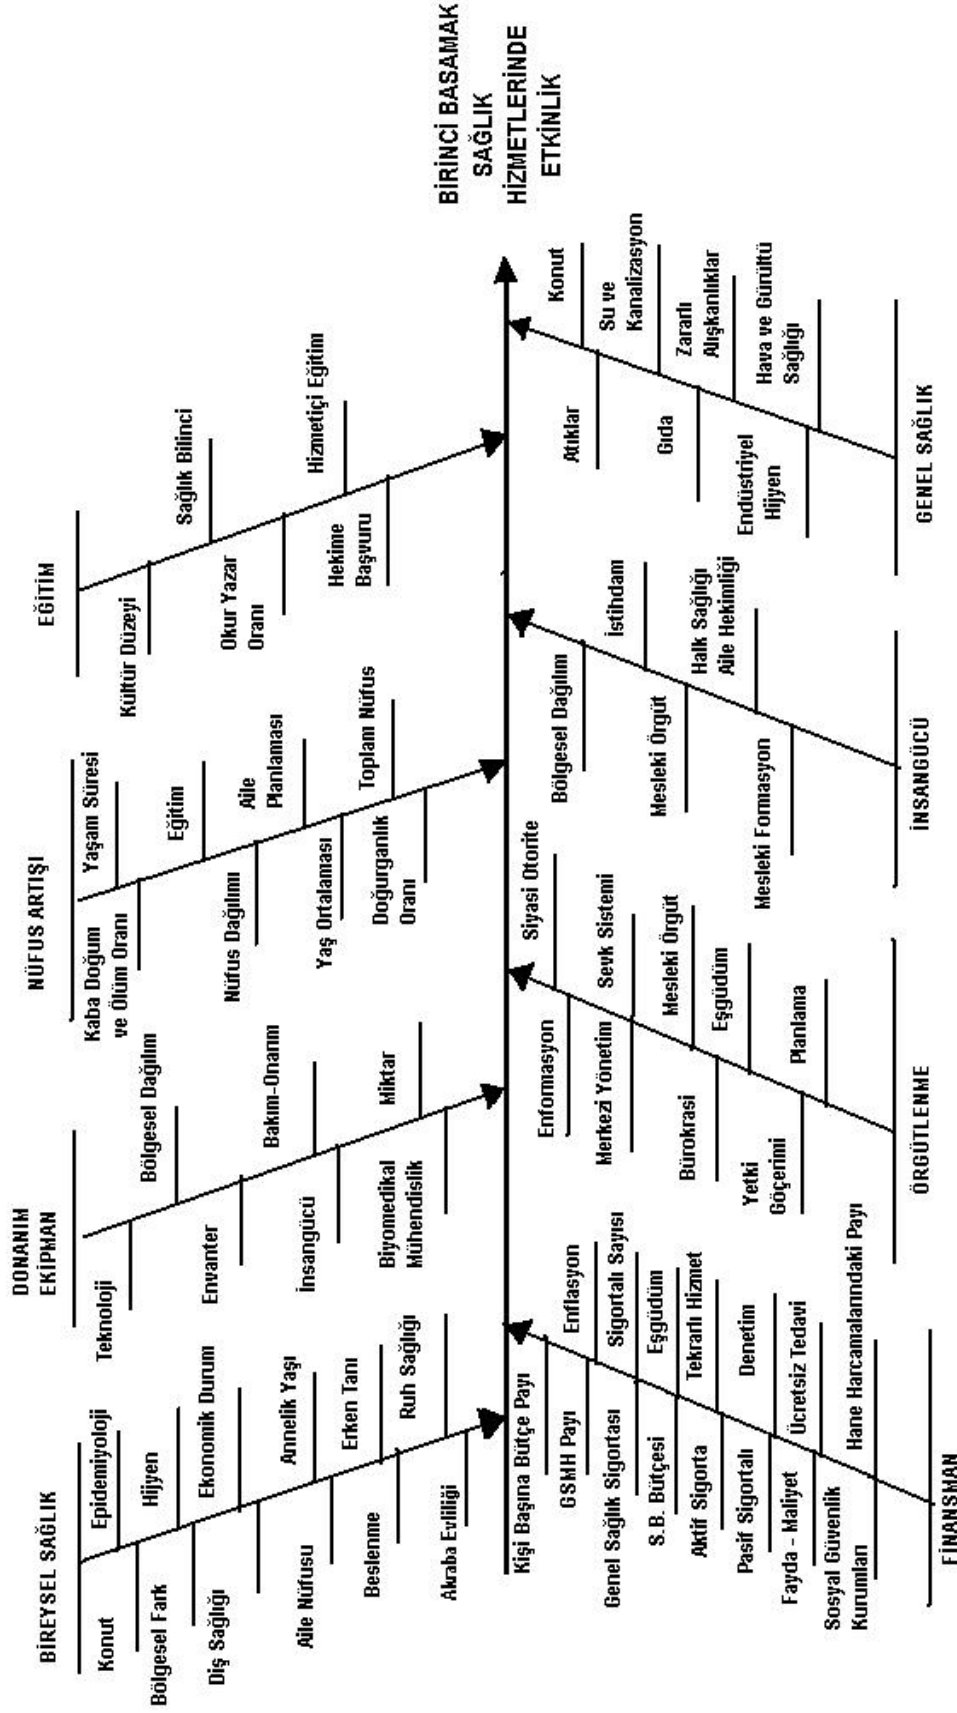 BİREYSEL SAĞLIK
Epidemiyoloji
Konut
Hijyen
Bölgesel Fark
Ekonomik Durum
Diş Sağlığı
Annelik Yaşı
Aile Nüfusu
Erken Tanı
Beslenme
Ruh Sağlığı
Akraba Evliliği
DONANIM
EKİPMAN
Teknoloji
Bölgesel Dağılım
Envanter
Bakım-Onarım
İnsangücü
Miktar
Biyomedikal
Mühendislik
NÜFUS ARTIŞI
Yaşam Süresi
Kaba Doğum
ve Ölüm Oranı
Eğitim
Nüfus Dağılımı
Aile
Planlaması
Yaş Ortalaması
Toplam Nüfus
Doğurganlık
Oranı
EĞİTİM
Kültür Düzeyi
Sağlık Bilinci
Okur Yazar
Oranı
Hizmetiçi Eğitim
Hekime
Başvuru
BİRİNCİ BASAMAK
SAĞLIK
HİZMETLERİNDE
ETKİNLİK
Kişi Başına Bütçe Payı
Enflasyon
GSMH Payı
Sigortalı Sayısı
Genel Sağlık Sigortası
Eşgüdüm
S.B. Bütçesi
Tekrarlı Hizmet
Aktif Sigorta
Denetim
Pasif Sigortalı
Ücretsiz Tedavi
Fayda - Maliyet
Hane Harcamalarındaki Payı
Sosyal Güvenlik
Kurumları
FİNANSMAN
Siyasi Otorite
Enformasyon
Sevk Sistemi
Merkezi Yönetim
Mesleki Örgüt
Bürokrasi
Eşgüdüm
Yetki
Göçerimi
Planlama
ÖRGÜTLENME
Bölgesel Dağılım
İstihdam
Mesleki Örgüt
Halk Sağlığı
Aile Hekimliği
Mesleki Formasyon
İNSANGÜCÜ
Konut
Atıklar
Su ve
Kanalizasyon
Gıda
Zararlı
Alışkanlıklar
Endüstriyel
Hijyen
Hava ve Gürültü
Sağlığı
GENEL SAĞLIK